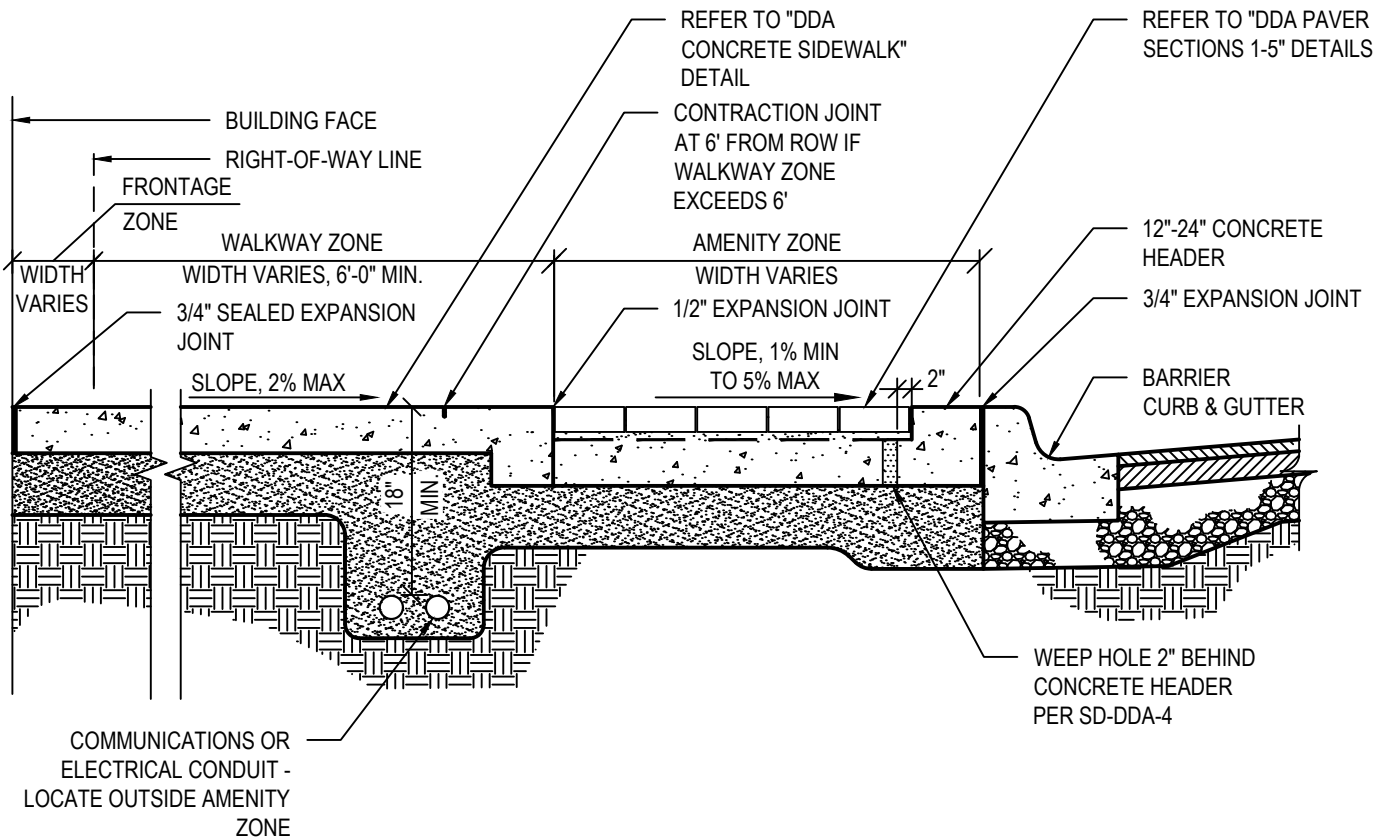 REFER TO "DDA
CONCRETE SIDEWALK"
DETAIL
REFER TO "DDA PAVER
SECTIONS 1-5" DETAILS
BUILDING FACE
RIGHT-OF-WAY LINE
FRONTAGE
ZONE
CONTRACTION JOINT
AT 6' FROM ROW IF
WALKWAY ZONE
EXCEEDS 6'
WIDTH
VARIES
WALKWAY ZONE
WIDTH VARIES, 6'-0" MIN.
AMENITY ZONE
WIDTH VARIES
12"-24" CONCRETE
HEADER
3/4" SEALED EXPANSION
JOINT
1/2" EXPANSION JOINT
3/4" EXPANSION JOINT
SLOPE, 2% MAX
SLOPE, 1% MIN
TO 5% MAX
2"
BARRIER
CURB & GUTTER
18"
MIN
WEEP HOLE 2" BEHIND
CONCRETE HEADER
PER SD-DDA-4
COMMUNICATIONS OR
ELECTRICAL CONDUIT -
LOCATE OUTSIDE AMENITY
ZONE